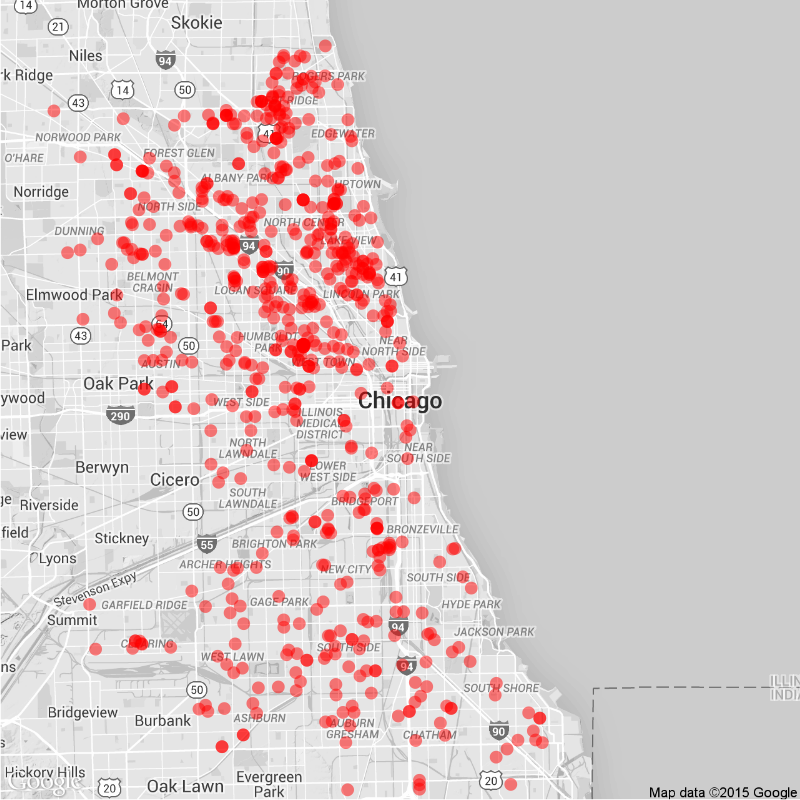 Morton Grove
14
21
Skokie
Niles
94
rk Ridge
ROGERS PARK
14
50
43
RIDGE
41
EDGEWATER
NORWOOD PARK
O'HARE
FOREST GLEN
ALBANY PARK
UPTOWN
Norridge
NORTH SIDE
NORTH CENTER
DUNNING
94
LAKEVIEW
90
41
BELMONT
CRAGIN
LOGAN SQUARE
LINCOLN PARK
Elmwood Park
64
43
50
HUMBOLDT
PARK
NEAR
NORTH SIDE
Park
AUSTIN
WEST TOWN
Oak Park
ywood
WEST SIDE
Chicago
290
ILLINOIS
MEDICAL
DISTRICT
view
NORTH
LAWNDALE
NEAR
SOUTH SIDE
Berwyn
LOWER
WEST SIDE
Cicero
SOUTH
LAWNDALE
ge
Riverside
50
BRIDGEPORT
field
Stickney
55
BRONZEVILLE
BRIGHTON PARK
Lyons
ARCHER HEIGHTS
NEW CITY
SOUTH SIDE
Stevenson Expy
GARFIELD RIDGE
GAGE PARK
HYDE PARK
Summit
94
JACKSON PARK
CLEARING
SOUTH SIDE
WEST LAWN
94
ns
50
SOUTH SHORE
ILLIN
INDIA
Bridgeview
Burbank
ASHBURN
AUBURN
GRESHAM
CHATHAM
90
s
Hickory Hills
Google
20
Oak Lawn
Evergreen
Park
20
Map data ©2015 Google